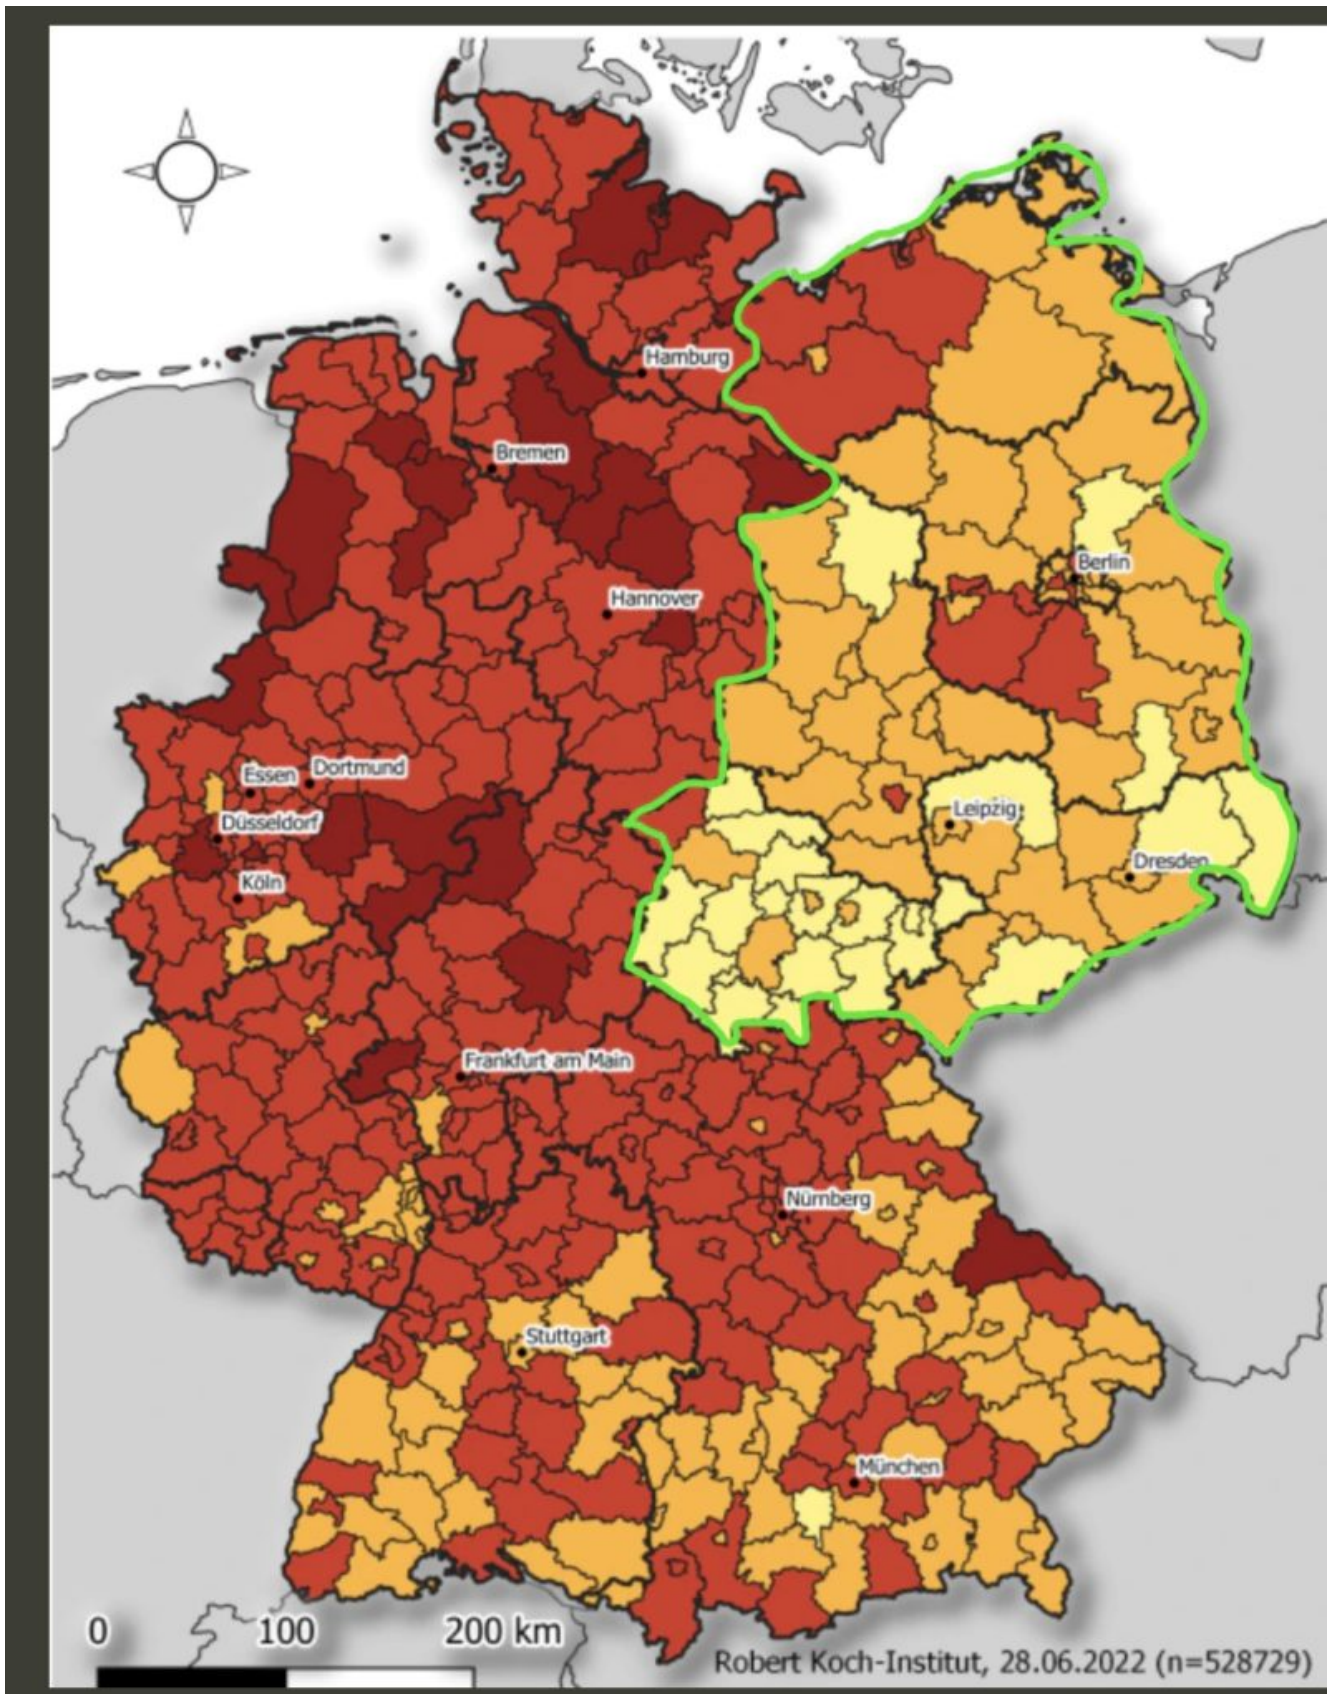 Hamburg
Bremen
Berlin
Hannover
Essen
Dortmund
Düsseldorf
Leipzig
Dresden
Köln
Frankfurt am Main
Nürnberg
Stuttgart
München
0 100 200 km
Robert Koch-Institut, 28.06.2022 (n=528729)